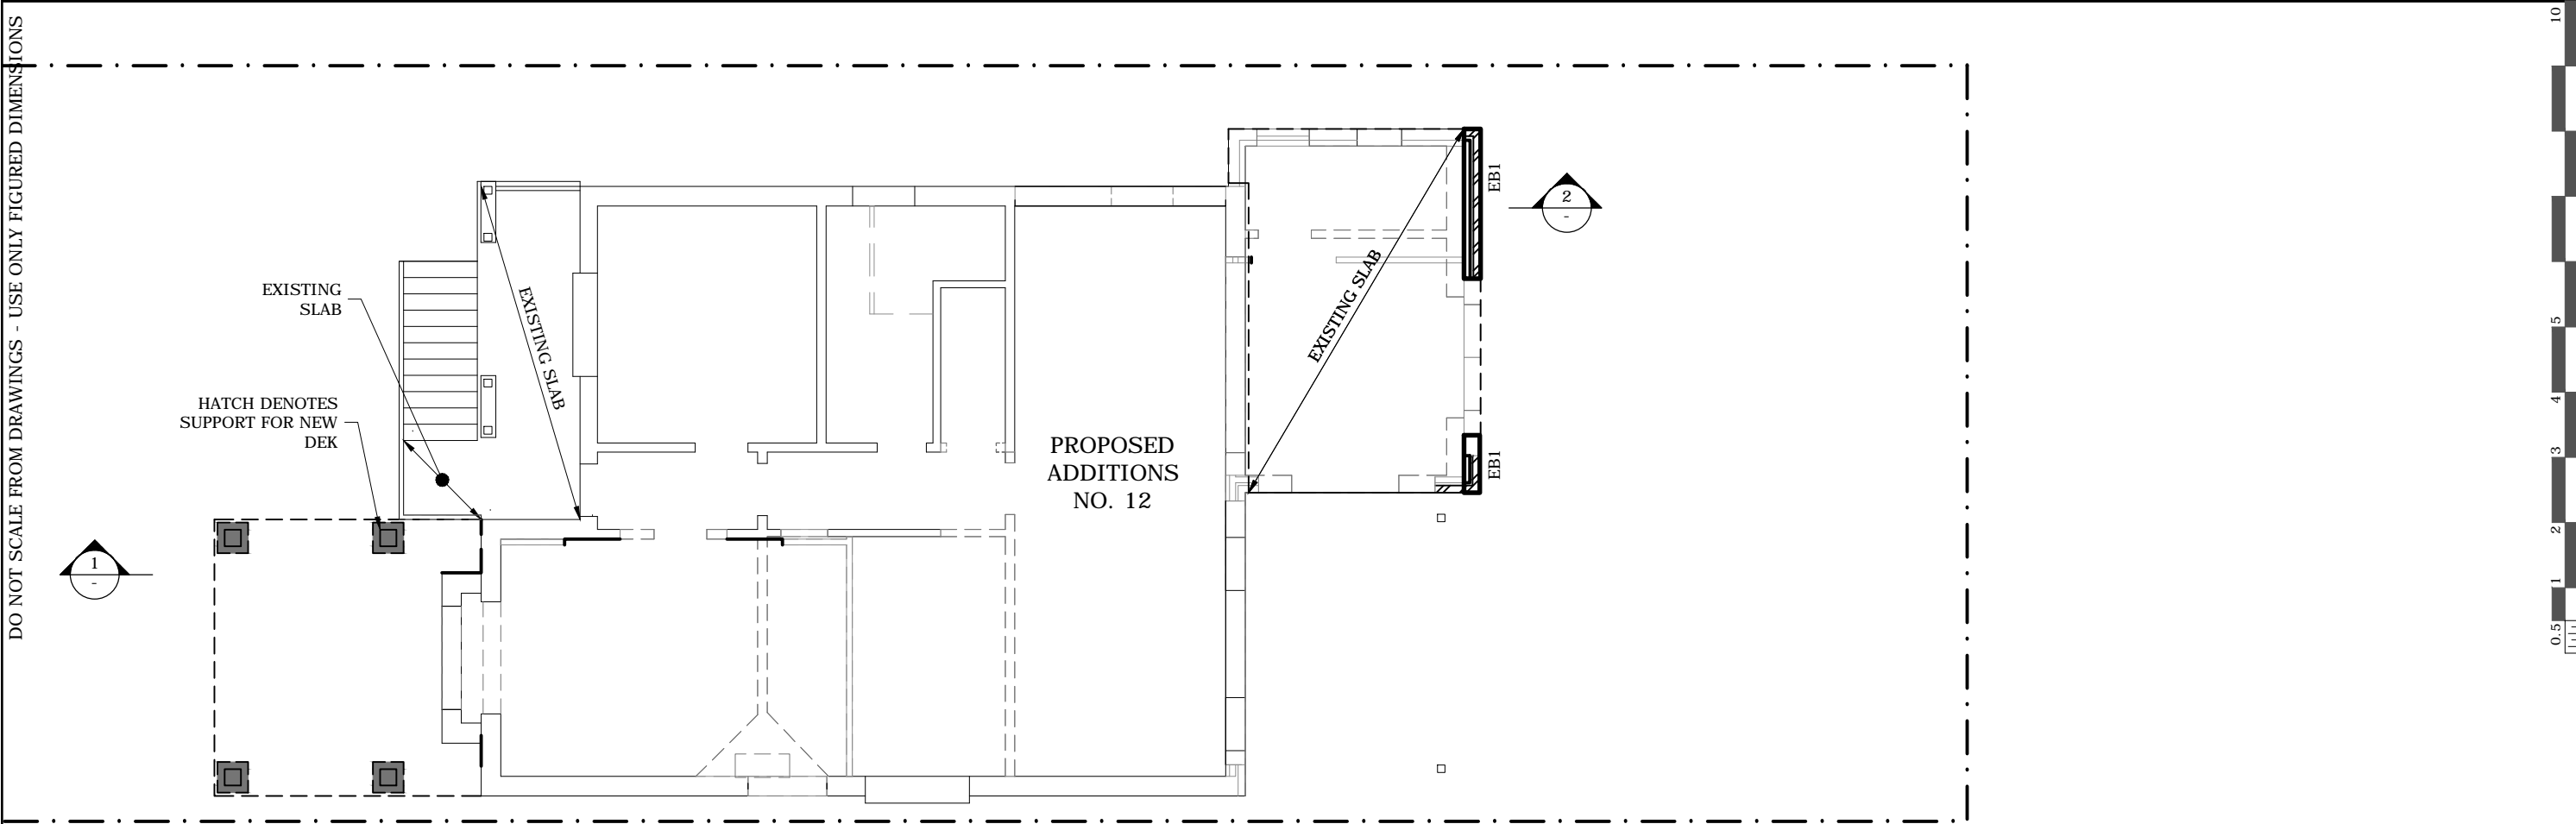 DO NOT SCALE FROM DRAWINGS - USE ONLY FIGURED DIMENSIONS
10
5
4
3
2
1
0.5
EB1
2
-
EXISTING SLAB
EXISTING
SLAB
EXISTING SLAB
HATCH DENOTES
SUPPORT FOR NEW
DEK
PROPOSED
ADDITIONS
NO. 12
EB1
1
-